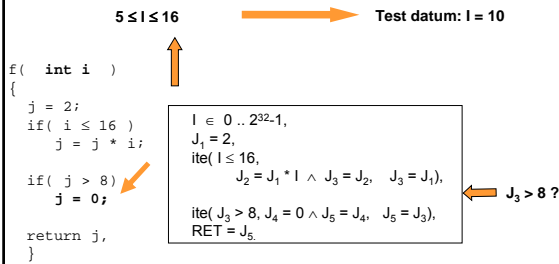 5 ≤ I ≤ 16
Test datum: I = 10
f( int i )
{
j = 2;
if( i ≤ 16 )
j = j * i;
if( j > 8)
j = 0;
return j,
}
I ∈ 0 .. 2³²-1,
J₁ = 2,
ite( I ≤ 16,
J₂ = J₁ * I ∧ J₃ = J₂, J₃ = J₁),
ite( J₃ > 8, J₄ = 0 ∧ J₅ = J₄, J₅ = J₃),
RET = J₅.
J₃ > 8 ?